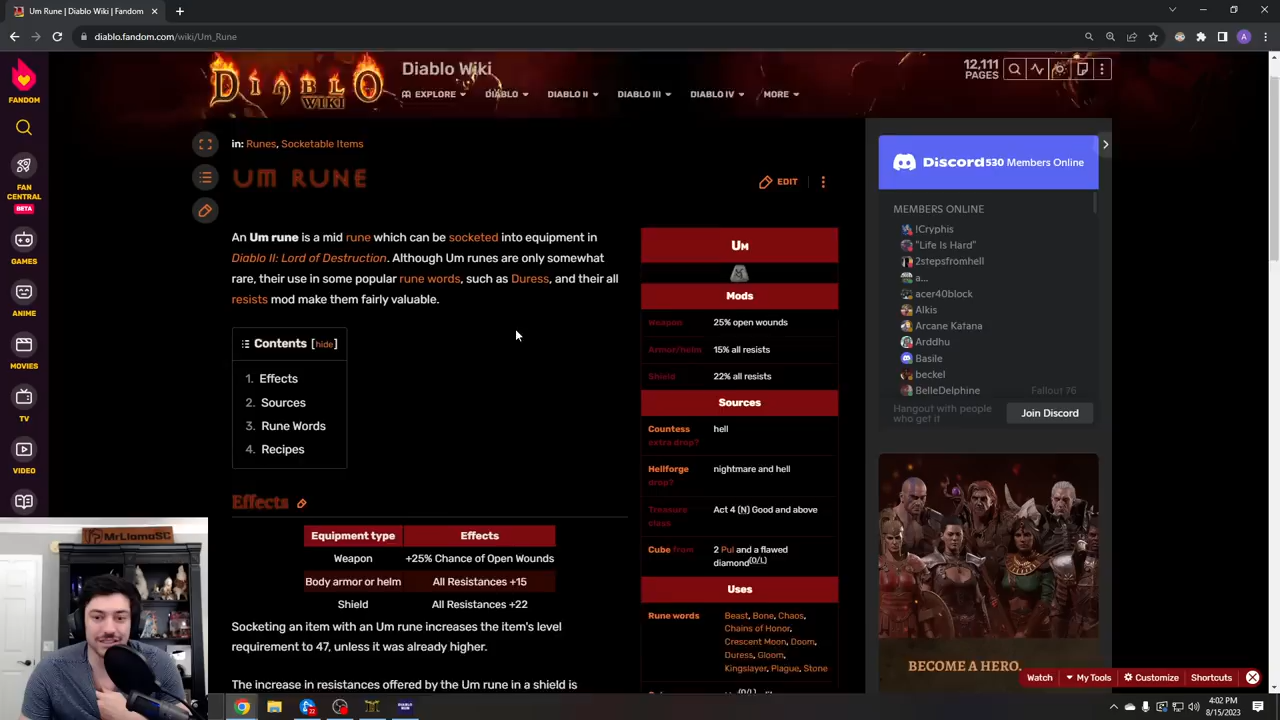 Um Rune | Diablo Wiki | Fandom
diablo.fandom.com/wiki/Um_Rune
A
FANDOM
FAN CENTRAL
BETA
GAMES
ANIME
MOVIES
TV
VIDEO
DIABLO
WIKI
Diablo Wiki
EXPLORE
DIABLO
DIABLO II
DIABLO III
DIABLO IV
MORE
12,111
PAGES
in: Runes, Socketable Items
UM RUNE
EDIT
An Um rune is a mid rune which can be socketed into equipment in
Diablo II: Lord of Destruction. Although Um runes are only somewhat
rare, their use in some popular rune words, such as Duress, and their all
resists mod make them fairly valuable.
Contents [hide]
1. Effects
2. Sources
3. Rune Words
4. Recipes
Effects
Equipment type Effects
Weapon +25% Chance of Open Wounds
Body armor or helm All Resistances +15
Shield All Resistances +22
Socketing an item with an Um rune increases the item's level
requirement to 47, unless it was already higher.
The increase in resistances offered by the Um rune in a shield is
Um
Mods
Weapon 25% open wounds
Armor/helm 15% all resists
Shield 22% all resists
Sources
Countess extra drop? hell
Hellforge drop? nightmare and hell
Treasure class Act 4 (N) Good and above
Cube from 2 Pul and a flawed
diamond(O/L)
Uses
Rune words Beast, Bone, Chaos,
Chains of Honor,
Crescent Moon, Doom,
Duress, Gloom,
Kingslayer, Plague, Stone
Discord 530 Members Online
MEMBERS ONLINE
!Cryphis
"Life Is Hard"
2stepsfromhell
a...
acer40block
Alkis
Arcane Katana
Arddhu
Basile
beckel
BelleDelphine Fallout 76
Hangout with people
who get it
Join Discord
BECOME A HERO.
Watch
My Tools
Customize
Shortcuts
MrLlamaSC
4:02 PM
8/15/2023